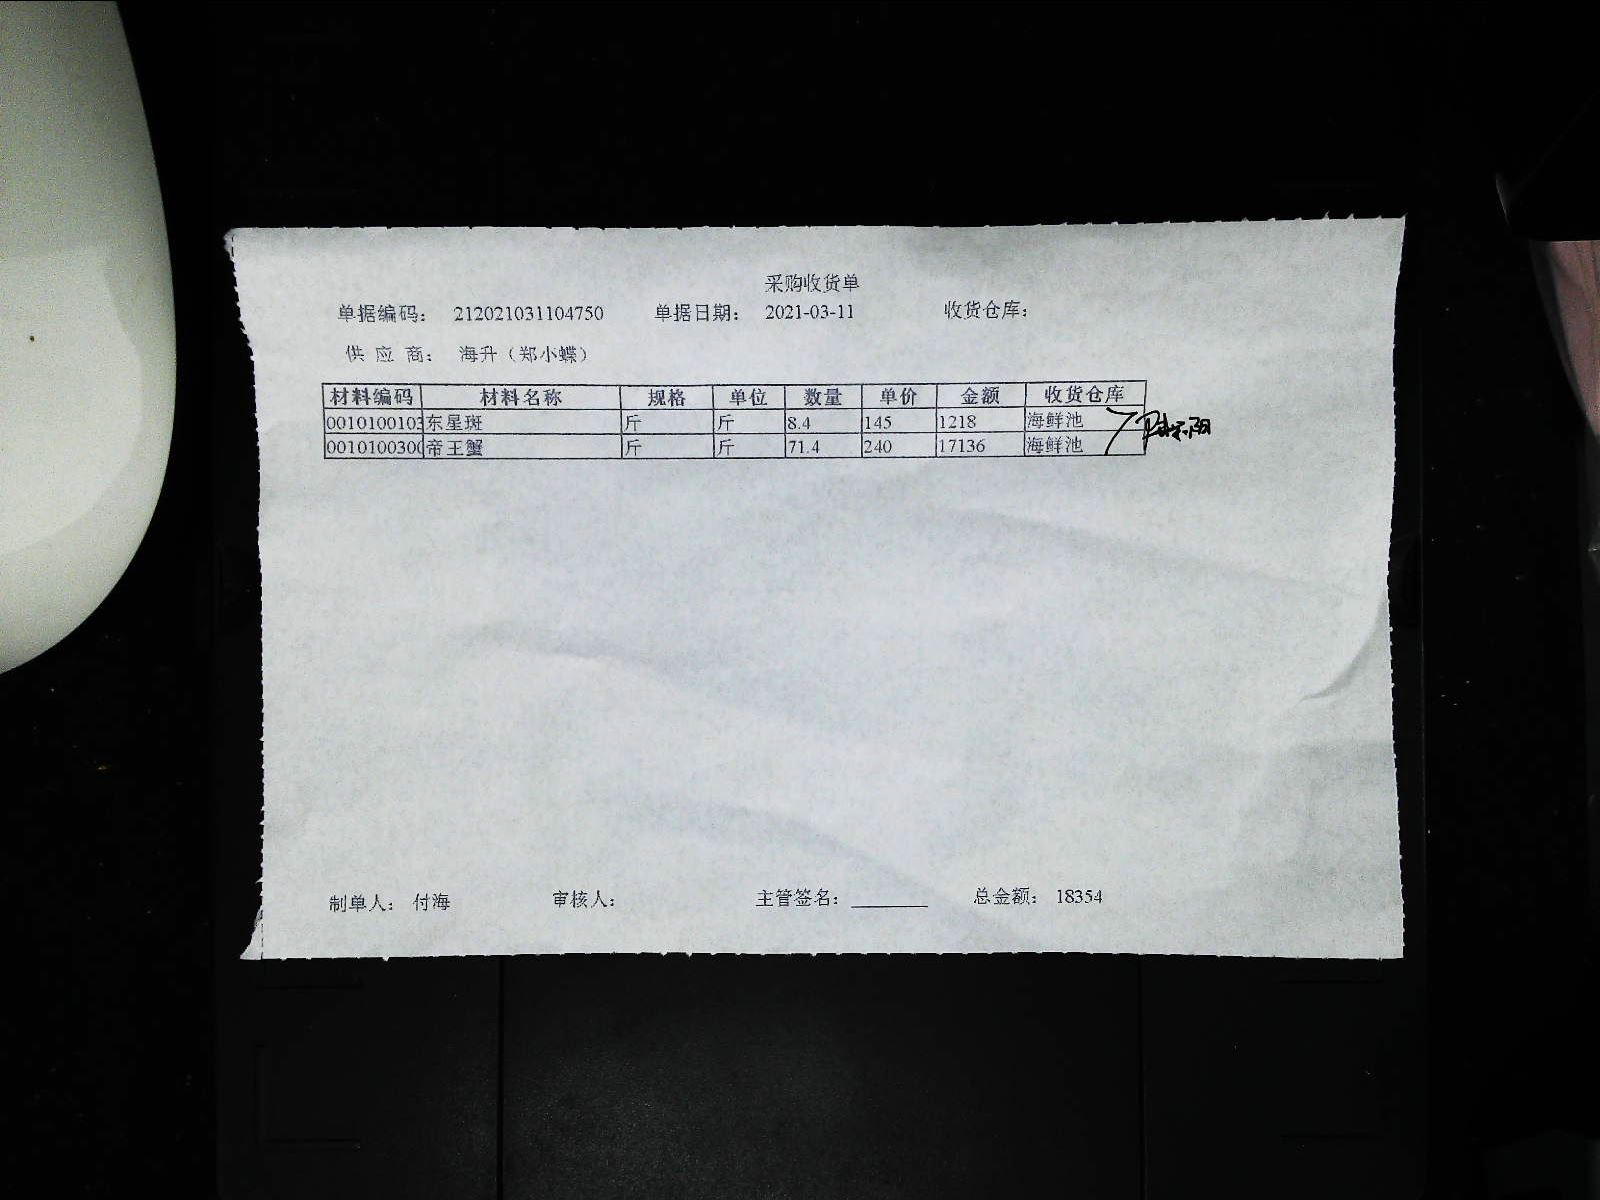 采购收货单
单据编码: 212021031104750 单据日期: 2021-03-11 收货仓库:
供 应 商: 海升（郑小蝶）
材料编码 材料名称 规格 单位 数量 单价 金额 收货仓库
0010100103 东星斑 斤 斤 8.4 145 1218 海鲜池
0010100300 帝王蟹 斤 斤 71.4 240 17136 海鲜池
制单人: 付海 审核人: 主管签名: 总金额: 18354